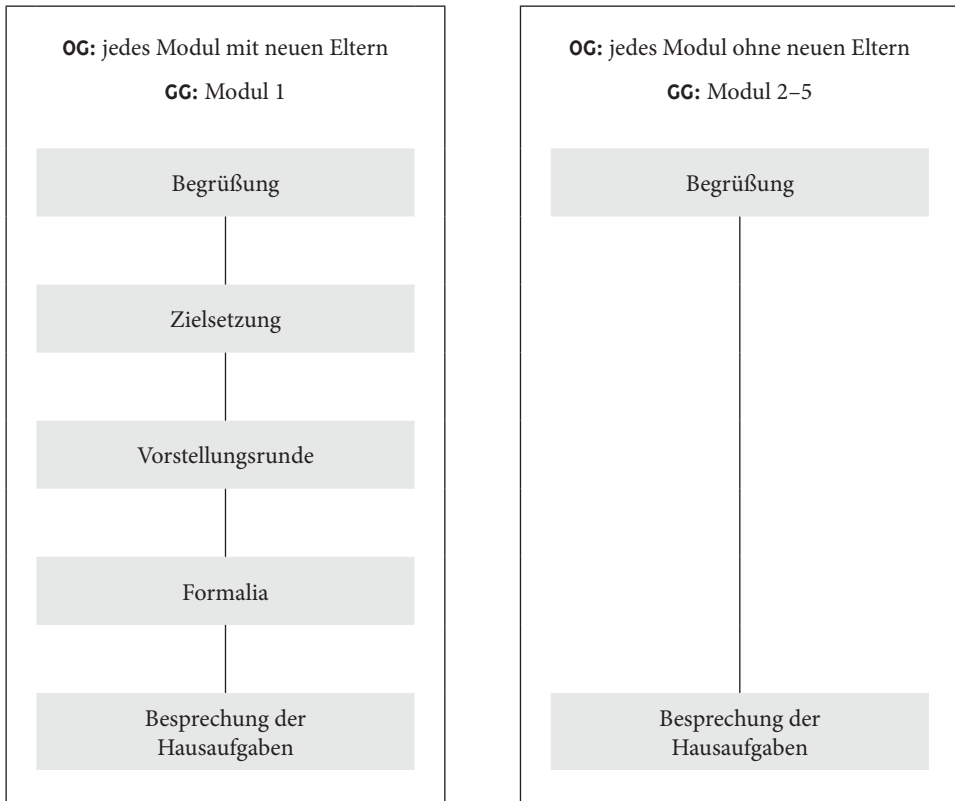 OG: jedes Modul mit neuen Eltern
GG: Modul 1
Begrüßung
Zielsetzung
Vorstellungsrunde
Formalia
Besprechung der
Hausaufgaben
OG: jedes Modul ohne neuen Eltern
GG: Modul 2–5
Begrüßung
Besprechung der
Hausaufgaben